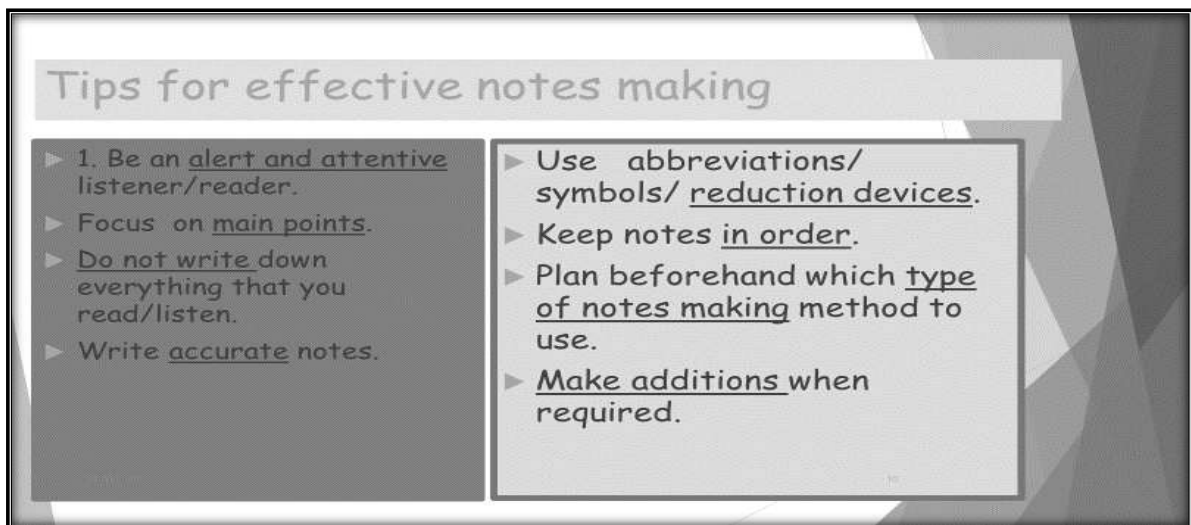 Tips for effective notes making
1. Be an alert and attentive
listener/reader.
Focus on main points.
Do not write down
everything that you
read/listen.
Write accurate notes.
Use abbreviations/
symbols/ reduction devices.
Keep notes in order.
Plan beforehand which type
of notes making method to
use.
Make additions when
required.